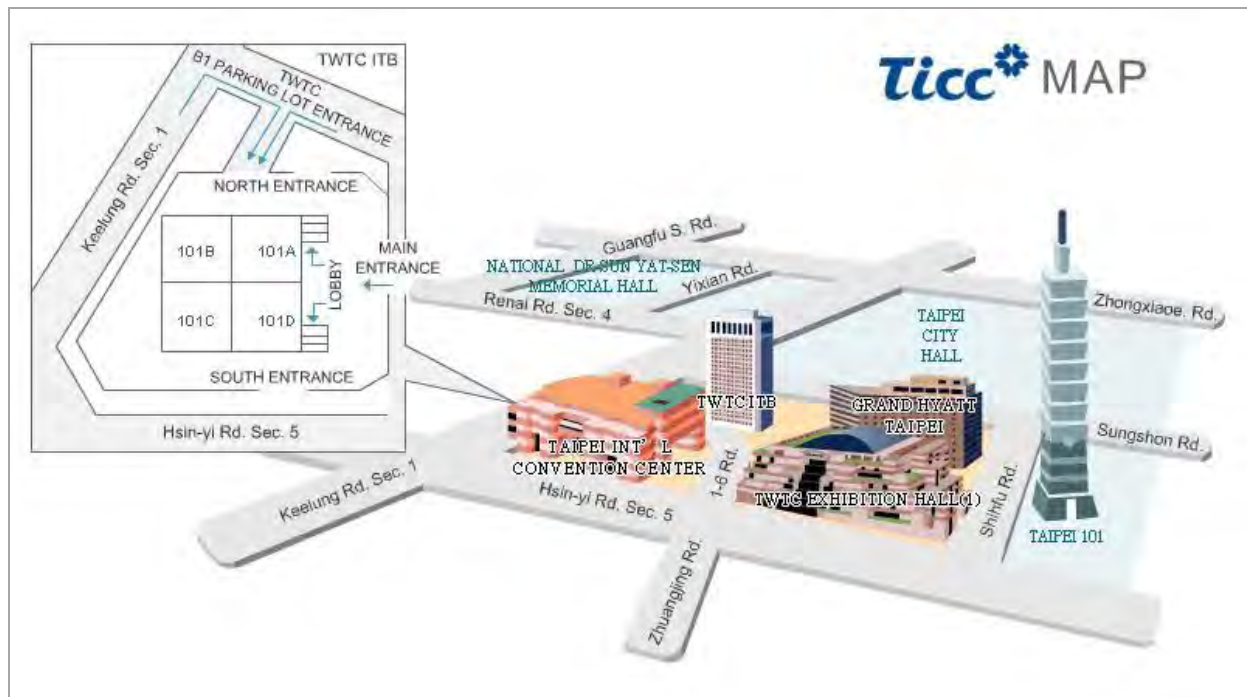 Ticc MAP
TWTC ITB
TWTC
B1 PARKING LOT ENTRANCE
Keelung Rd. Sec. 1
NORTH ENTRANCE
101B
101A
LOBBY
MAIN
ENTRANCE
101C
101D
SOUTH ENTRANCE
Hsin-yi Rd. Sec. 5
Guangfu S. Rd.
NATIONAL DR-SUN YAT-SEN
MEMORIAL HALL
Yixian Rd.
Renai Rd. Sec. 4
Zhongxiaoe. Rd.
TAIPEI
CITY
HALL
TWTC ITB
GRAND HYATT
TAIPEI
TAIPEI INT' L
CONVENTION CENTER
Sungshon Rd.
Keelung Rd. Sec. 1
Hsin-yi Rd. Sec. 5
1-6 Rd.
TWTC EXHIBITION HALL(1)
Shihfu Rd.
TAIPEI 101
Zhuangjing Rd.